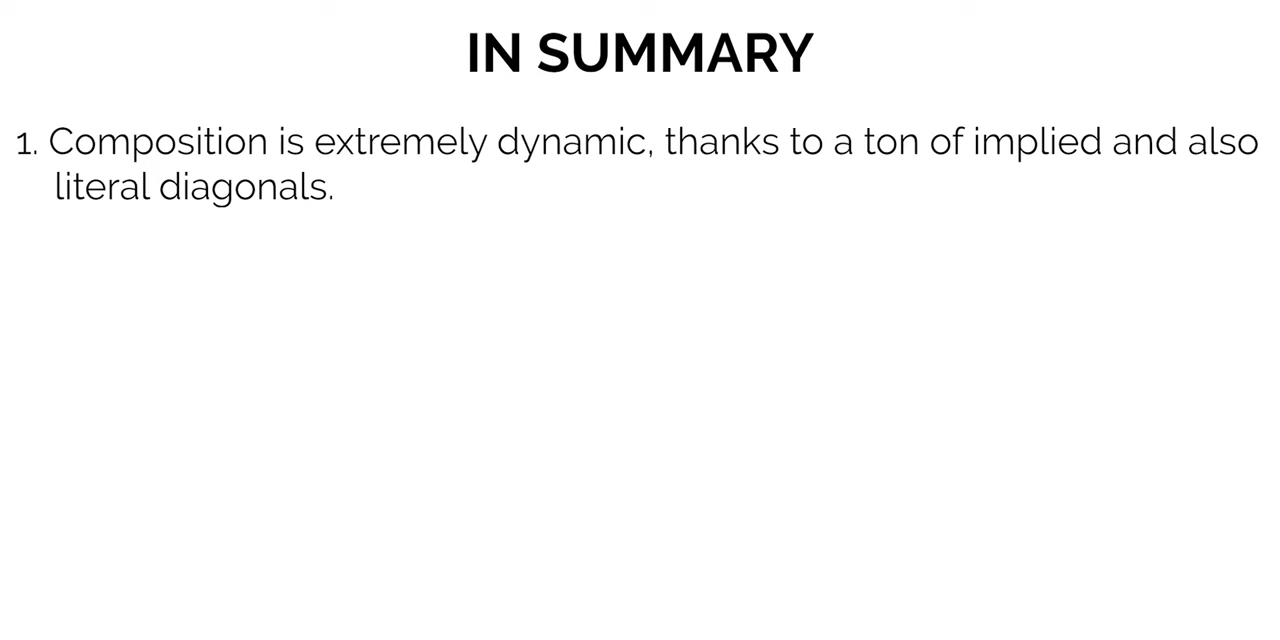 IN SUMMARY
1. Composition is extremely dynamic, thanks to a ton of implied and also
literal diagonals.